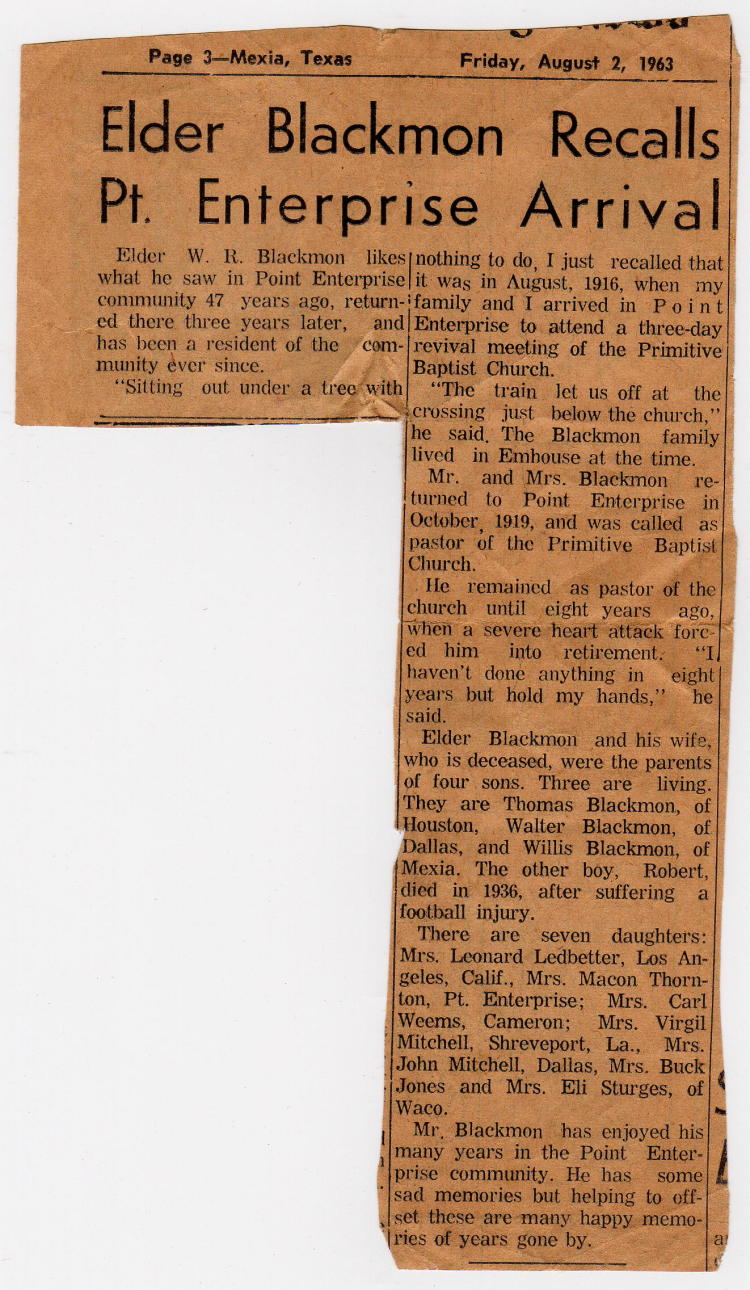 Page 3—Mexia, Texas
Friday, August 2, 1963
Elder Blackmon Recalls
Pt. Enterprise Arrival
Elder W. R. Blackmon likes
what he saw in Point Enterprise
community 47 years ago, return-
ed there three years later, and
has been a resident of the com-
munity ever since.
"Sitting out under a tree with
nothing to do, I just recalled that
it was in August, 1916, when my
family and I arrived in Point
Enterprise to attend a three-day
revival meeting of the Primitive
Baptist Church.
"The train let us off at the
crossing just below the church,"
he said. The Blackmon family
lived in Emhouse at the time.
Mr. and Mrs. Blackmon re-
turned to Point Enterprise in
October, 1919, and was called as
pastor of the Primitive Baptist
Church.
He remained as pastor of the
church until eight years ago,
when a severe heart attack forc-
ed him into retirement. "I
haven't done anything in eight
years but hold my hands," he
said.
Elder Blackmon and his wife,
who is deceased, were the parents
of four sons. Three are living.
They are Thomas Blackmon, of
Houston, Walter Blackmon, of
Dallas, and Willis Blackmon, of
Mexia. The other boy, Robert,
died in 1936, after suffering a
football injury.
There are seven daughters:
Mrs. Leonard Ledbetter, Los An-
geles, Calif., Mrs. Macon Thorn-
ton, Pt. Enterprise; Mrs. Carl
Weems, Cameron; Mrs. Virgil
Mitchell, Shreveport, La., Mrs.
John Mitchell, Dallas, Mrs. Buck
Jones and Mrs. Eli Sturges, of
Waco.
Mr. Blackmon has enjoyed his
many years in the Point Enter-
prise community. He has some
sad memories but helping to off-
set these are many happy memo-
ries of years gone by.